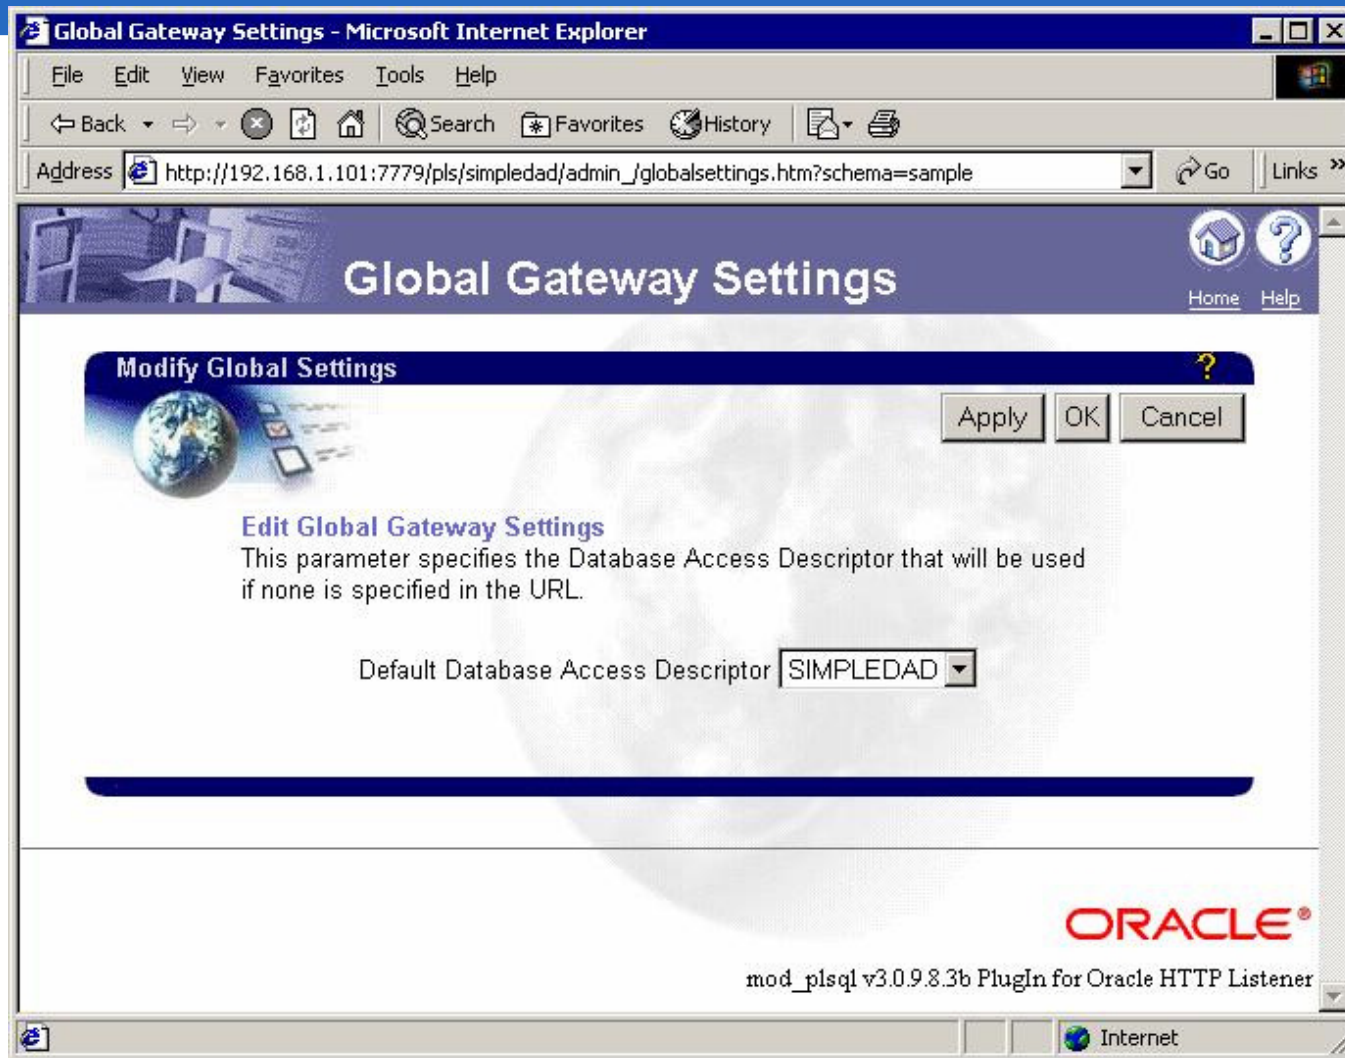 Global Gateway Settings - Microsoft Internet Explorer
File Edit View Favorites Tools Help
Back Search Favorites History
Address http://192.168.1.101:7779/pls/simpledad/admin_/globalsettings.htm?schema=sample Go Links »
Global Gateway Settings
Home Help
Modify Global Settings ?
Apply OK Cancel
Edit Global Gateway Settings
This parameter specifies the Database Access Descriptor that will be used
if none is specified in the URL.
Default Database Access Descriptor SIMPLEDAD
ORACLE®
mod_plsql v3.0.9.8.3b PlugIn for Oracle HTTP Listener
Internet